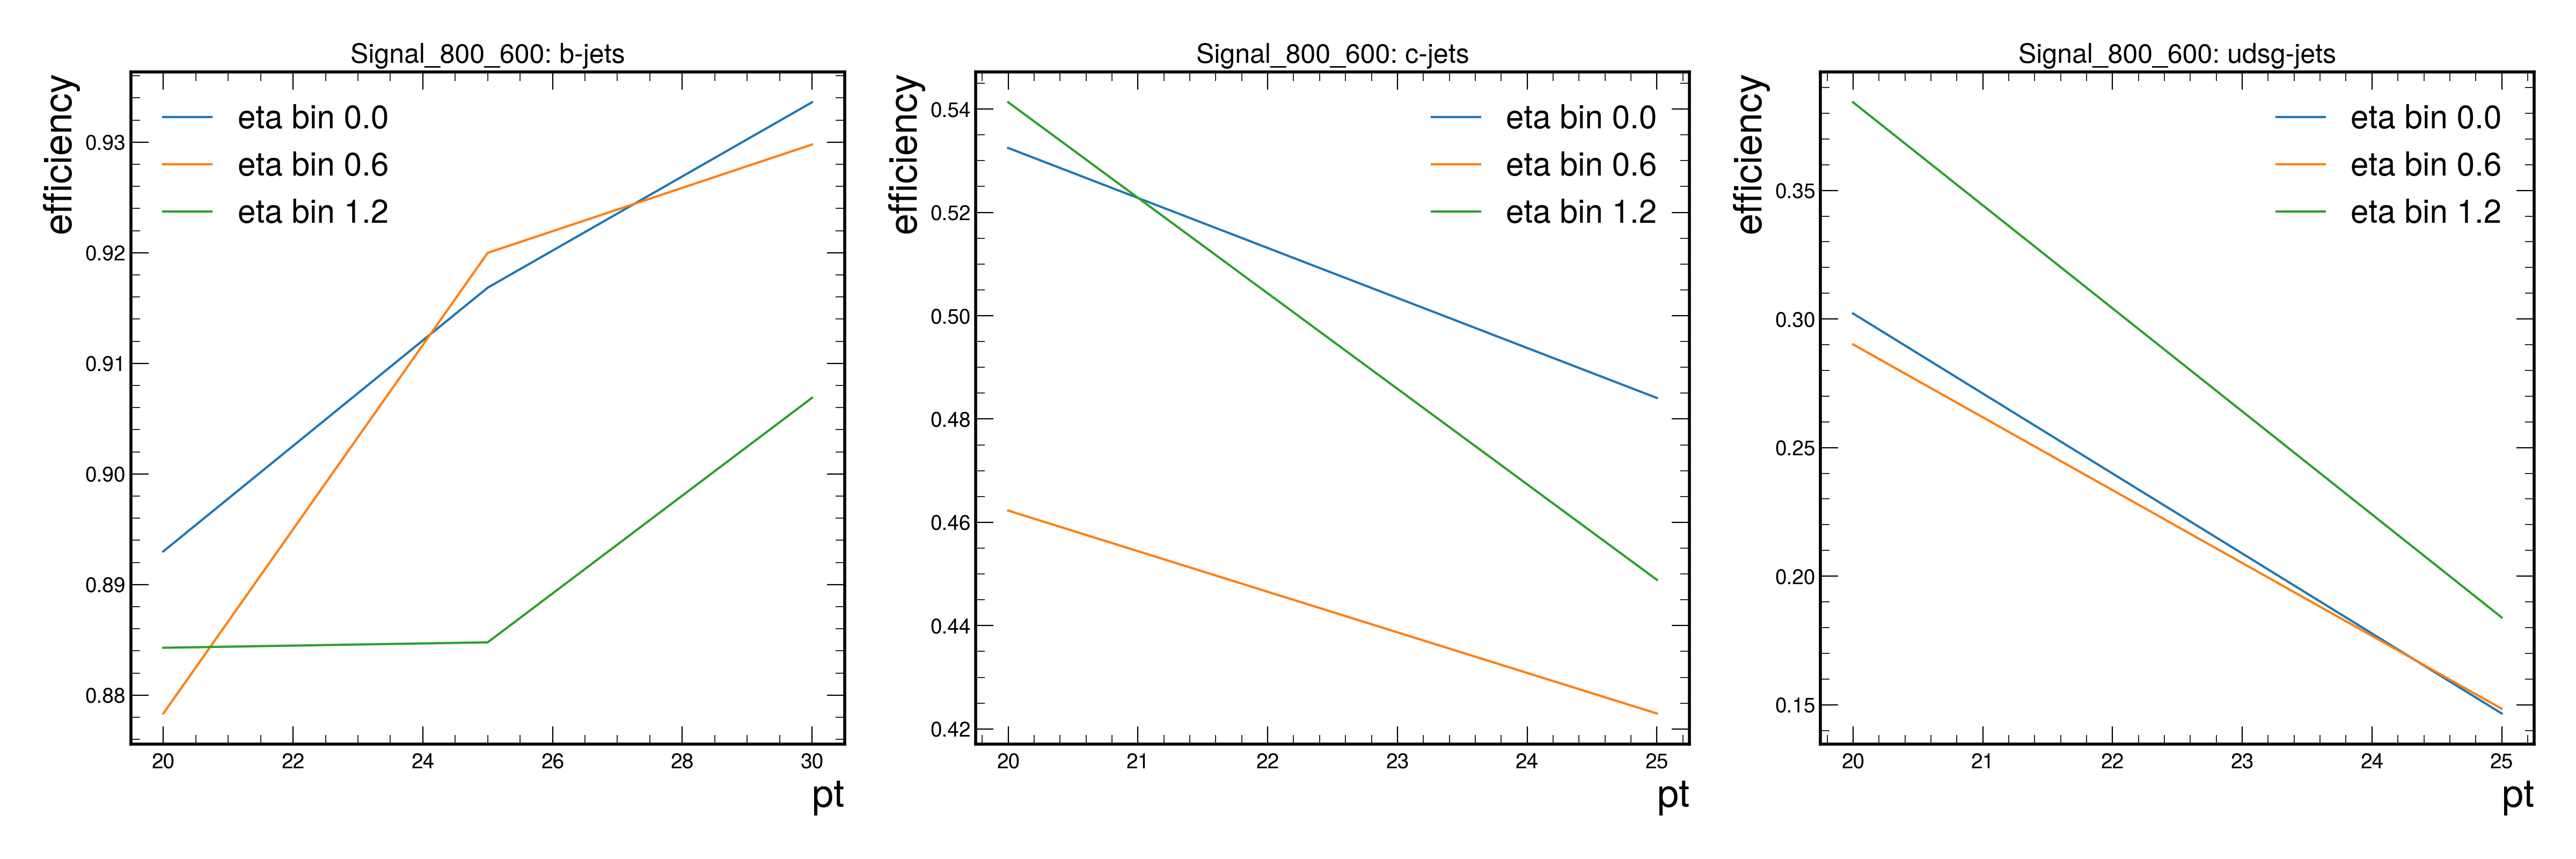 Signal_800_600: b-jets
efficiency
eta bin 0.0
eta bin 0.6
eta bin 1.2
0.93
0.92
0.91
0.90
0.89
0.88
20 22 24 26 28 30
pt
Signal_800_600: c-jets
efficiency
eta bin 0.0
eta bin 0.6
eta bin 1.2
0.54
0.52
0.50
0.48
0.46
0.44
0.42
20 21 22 23 24 25
pt
Signal_800_600: udsg-jets
efficiency
eta bin 0.0
eta bin 0.6
eta bin 1.2
0.35
0.30
0.25
0.20
0.15
20 21 22 23 24 25
pt